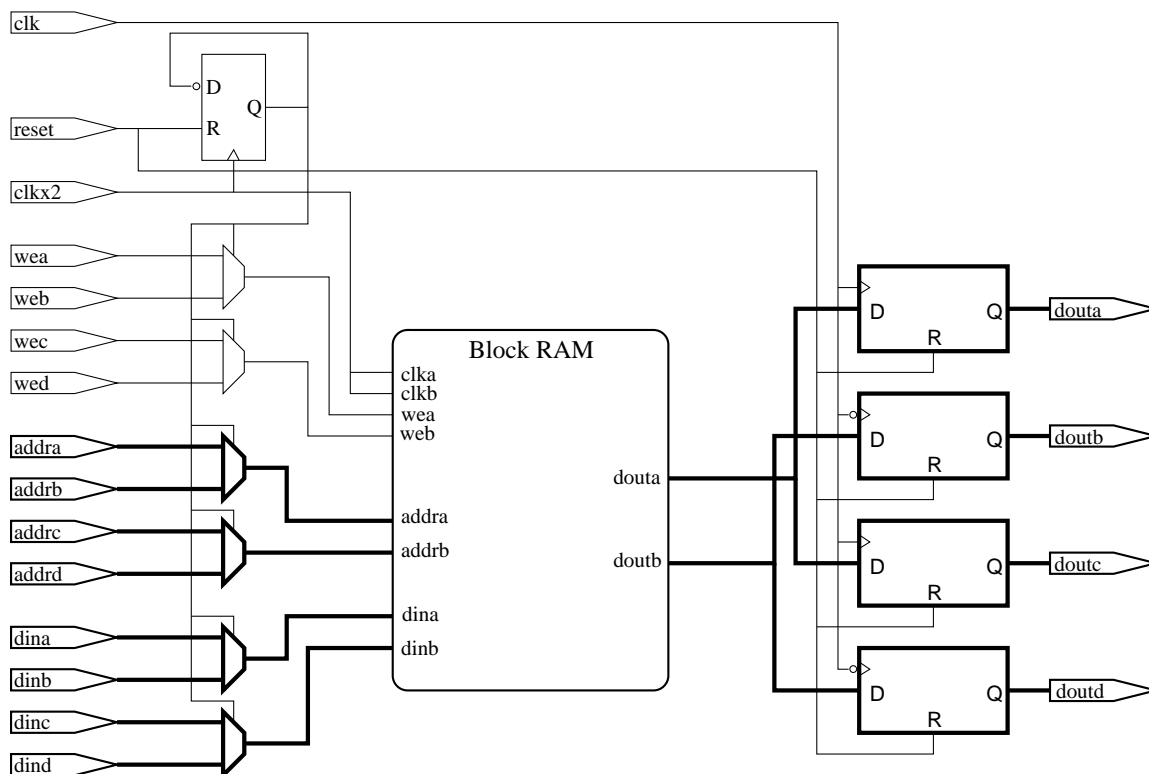 clk
D
Q
reset
R
clkx2
wea
web
wec
wed
addra
addrb
addrc
addrd
dina
dinb
dinc
dind
Block RAM
clka
clkb
wea
web
addra
addrb
dina
dinb
douta
doutb
D
Q
R
douta
D
Q
R
doutb
D
Q
R
doutc
D
Q
R
doutd